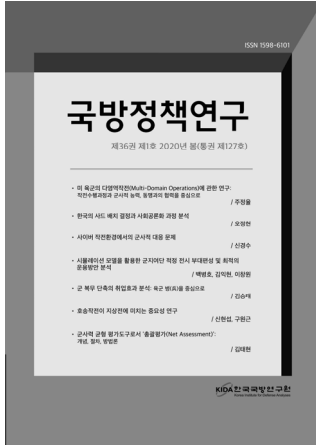 ISSN 1598-6101
국방정책연구
제36권 제1호 2020년 봄(통권 제127호)
• 미 육군의 다영역작전(Multi-Domain Operations)에 관한 연구:
작전수행과정과 군사적 능력, 동맹과의 협력을 중심으로
/ 주정율
• 한국의 사드 배치 결정과 사회공론화 과정 분석
/ 오창헌
• 사이버 작전환경에서의 군사적 대응 문제
/ 신경수
• 시뮬레이션 모델을 활용한 군지여단 적정 전시 부대편성 및 최적의
운용방안 분석
/ 백병호, 김익현, 이장원
• 군 복무 단축의 취업효과 분석: 육군 병(兵)을 중심으로
/ 김승태
• 호송작전이 지상전에 미치는 중요성 연구
/ 신헌섭, 구원근
• 군사력 균형 평가도구로서 '총괄평가(Net Assessment)':
개념, 절차, 방법론
/ 김태현
KIDA 한국국방연구원
Korea Institute for Defense Analyses